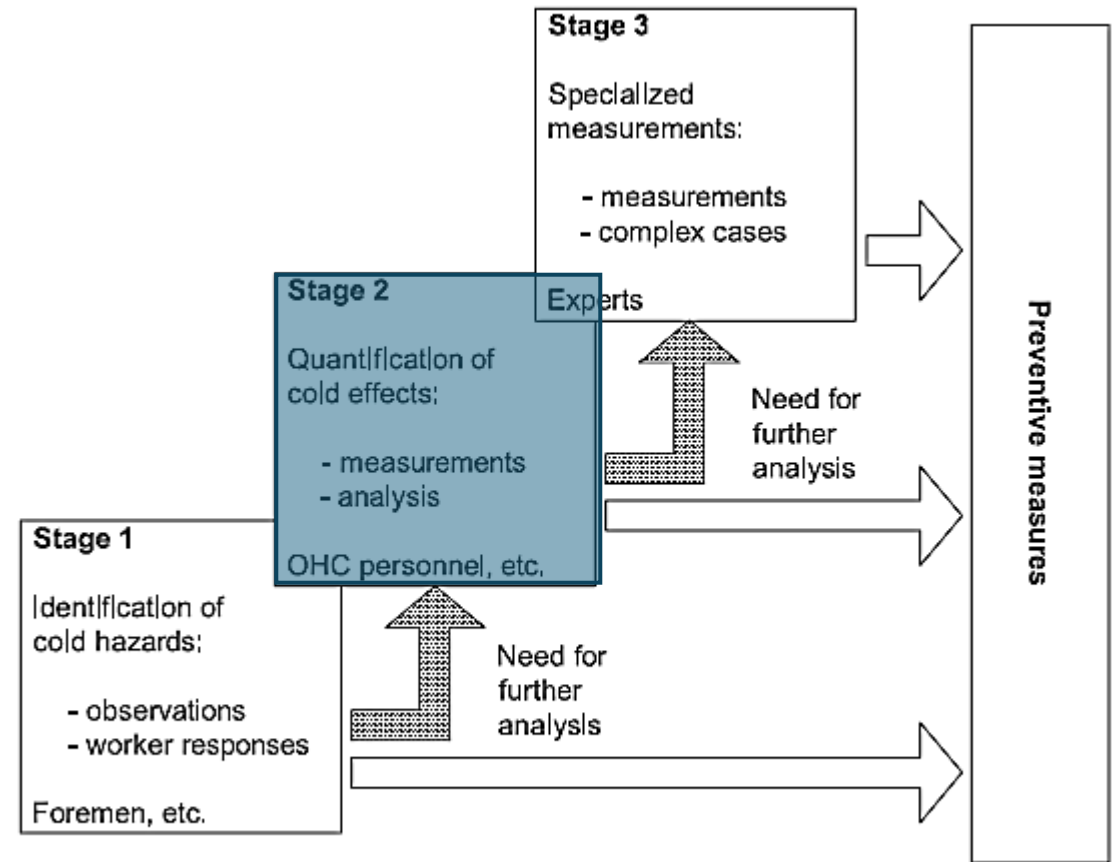 Stage 3
Specialized
measurements:
- measurements
- complex cases
Experts
Stage 2
Quantification of
cold effects:
- measurements
- analysis
OHC personnel, etc.
Need for
further
analysis
Stage 1
Identification of
cold hazards:
- observations
- worker responses
Foremen, etc.
Need for
further
analysis
Preventive measures